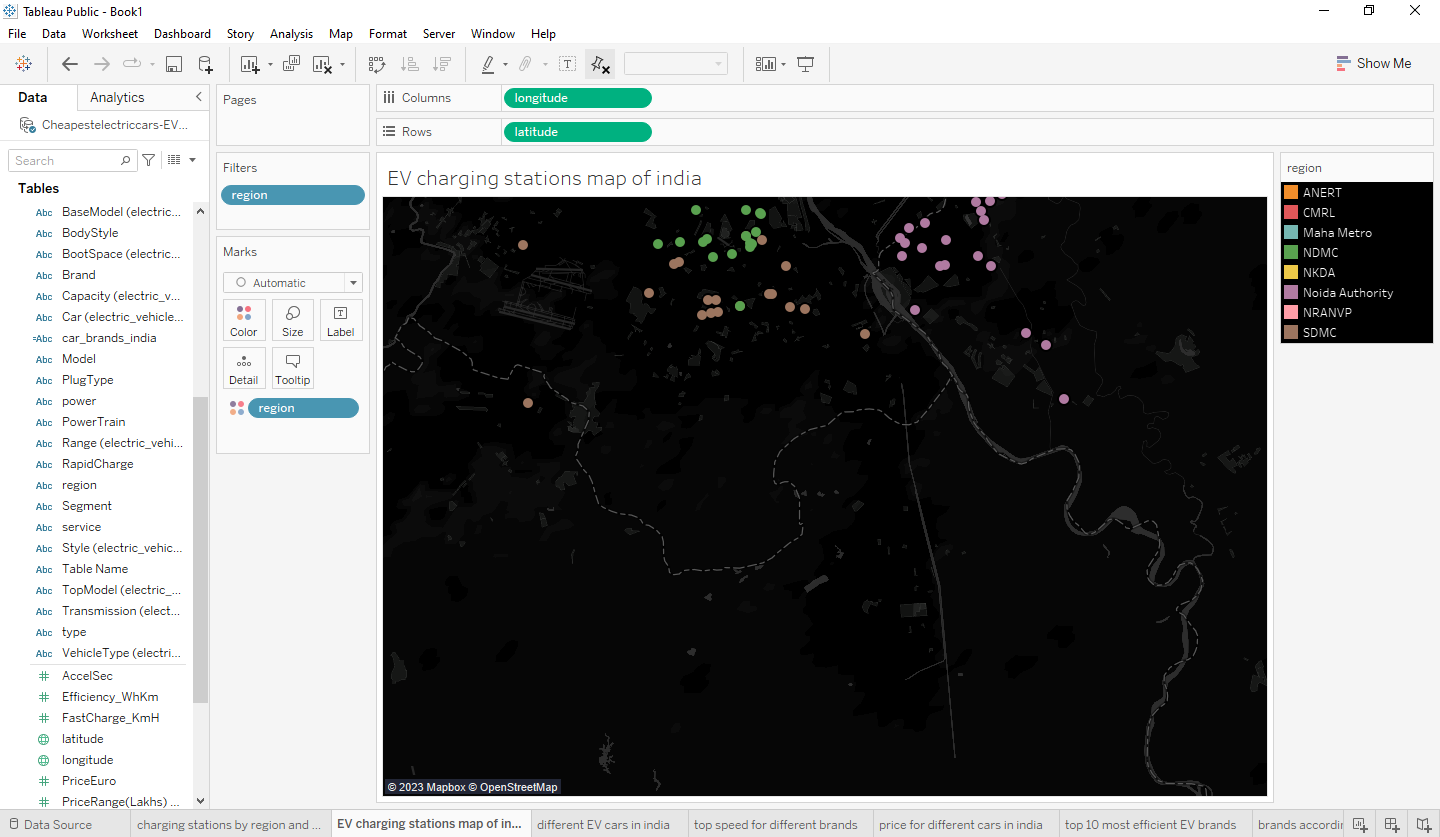 Tableau Public - Book1
File Data Worksheet Dashboard Story Analysis Map Format Server Window Help
Show Me
Data Analytics
Cheapestelectriccars-EV...
Search
Tables
Abc BaseModel (electric...
Abc BodyStyle
Abc BootSpace (electric...
Abc Brand
Abc Capacity (electric_v...
Abc Car (electric_vehicle...
=Abc car_brands_india
Abc Model
Abc PlugType
Abc power
Abc PowerTrain
Abc Range (electric_vehi...
Abc RapidCharge
Abc region
Abc Segment
Abc service
Abc Style (electric_vehic...
Abc Table Name
Abc TopModel (electric_...
Abc Transmission (elect...
Abc type
Abc VehicleType (electri...
# AccelSec
# Efficiency_WhKm
# FastCharge_KmH
latitude
longitude
# PriceEuro
# PriceRange(Lakhs) ...
Pages
Filters
region
Marks
Automatic
Color Size Label
Detail Tooltip
region
Columns longitude
Rows latitude
EV charging stations map of india
© 2023 Mapbox © OpenStreetMap
region
ANERT
CMRL
Maha Metro
NDMC
NKDA
Noida Authority
NRANVP
SDMC
Data Source charging stations by region and ... EV charging stations map of in... different EV cars in india top speed for different brands price for different cars in india top 10 most efficient EV brands brands accordin